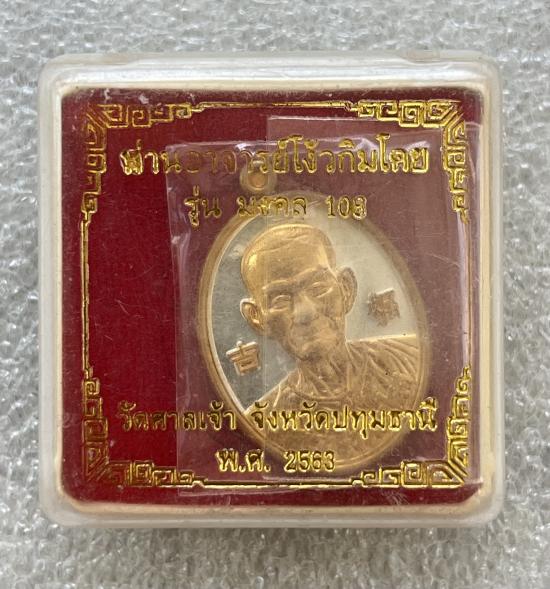 ท่านอาจารย์โง้วกิมโคย
รุ่น มงคล 108
吉
วัดศาลเจ้า จังหวัดปทุมธานี
พ.ศ. 2563